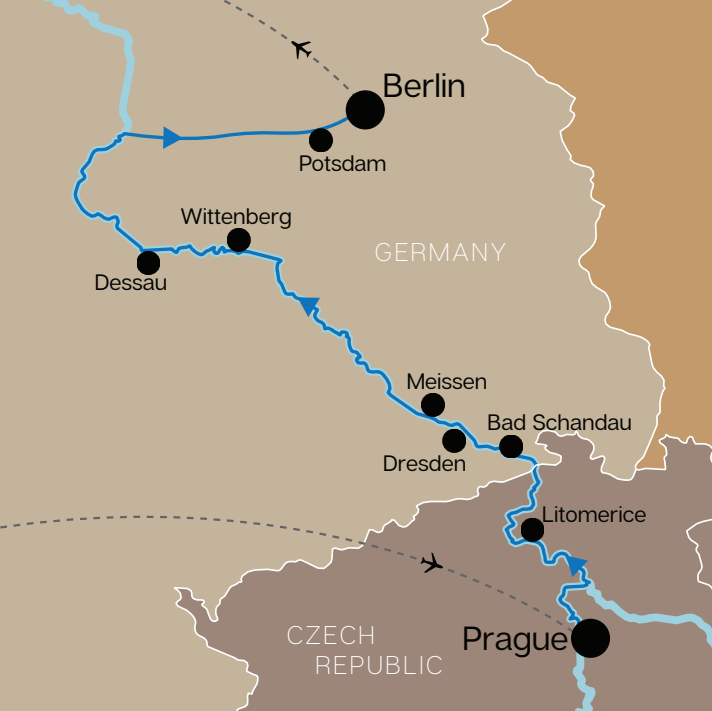 Berlin
Potsdam
Wittenberg
GERMANY
Dessau
Meissen
Bad Schandau
Dresden
Litomerice
CZECH
REPUBLIC
Prague